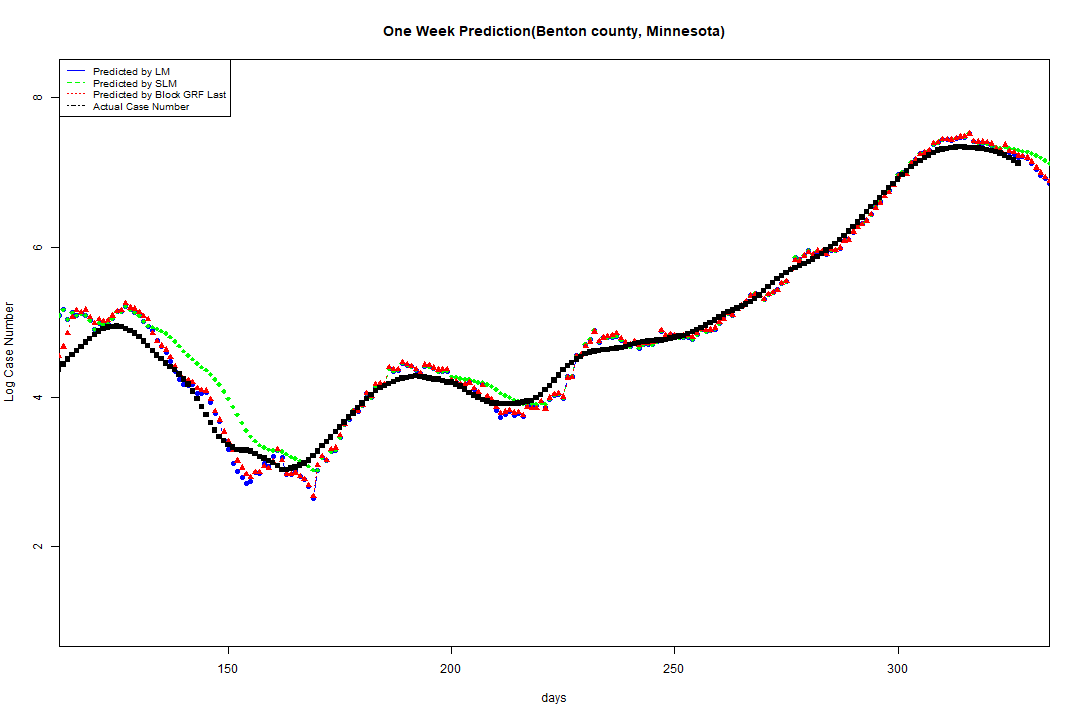 One Week Prediction(Benton county, Minnesota)
Predicted by LM
Predicted by SLM
Predicted by Block GRF Last
Actual Case Number
8
6
4
2
Log Case Number
150 200 250 300
days